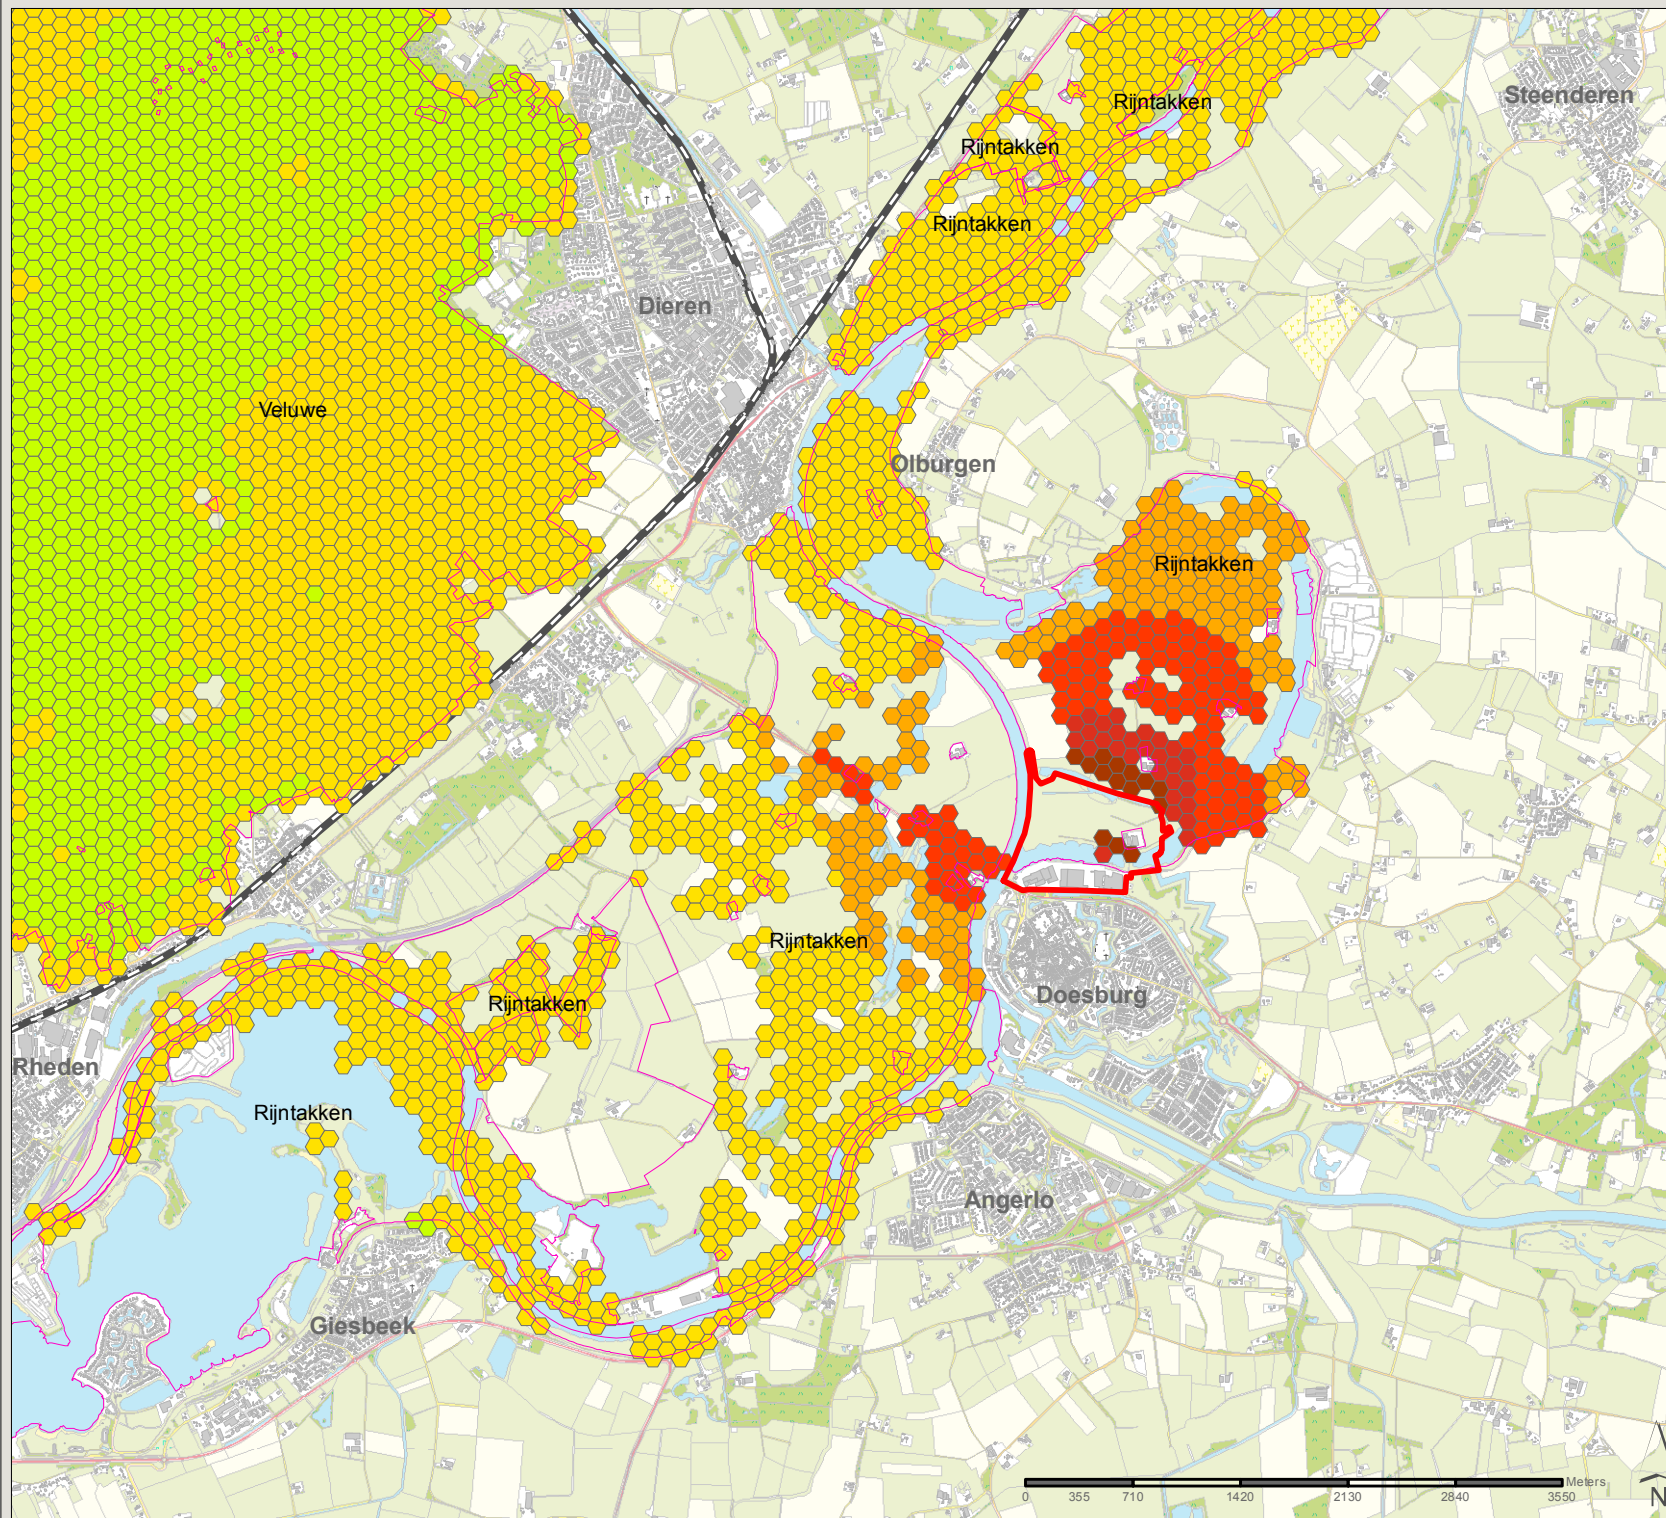 Steenderen
Rijntakken
Rijntakken
Rijntakken
Dieren
Veluwe
Olburgen
Rijntakken
Rijntakken
Doesburg
Rijntakken
Rheden
Rijntakken
Angerlo
Giesbeek
Meters
0 355 710 1420 2130 2840 3550
N